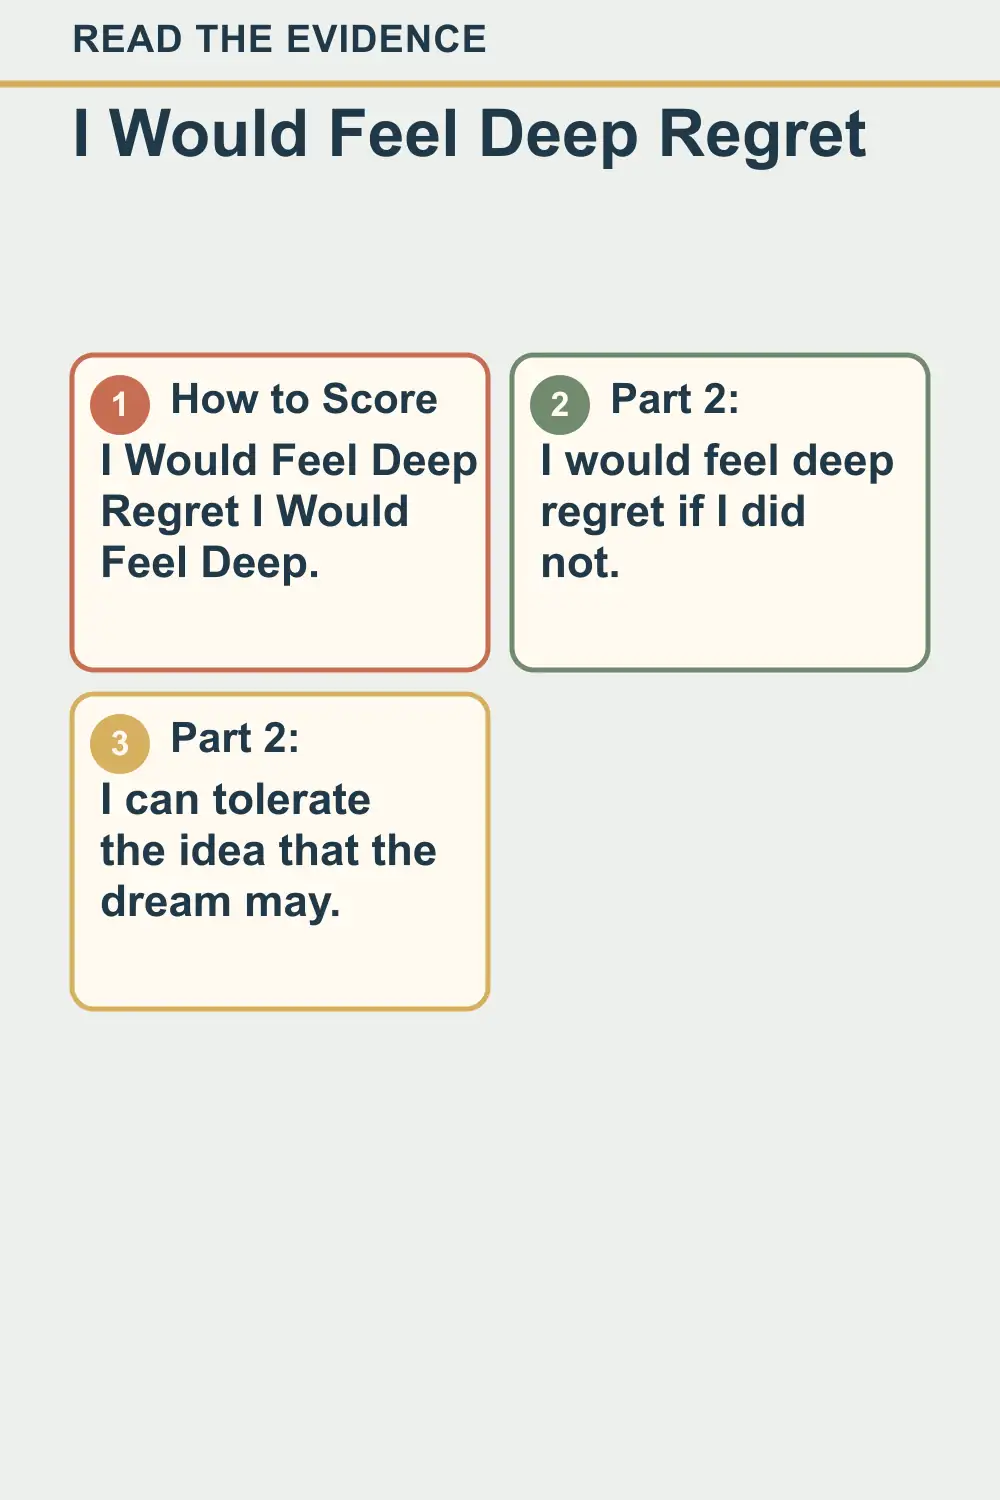 READ THE EVIDENCE
I Would Feel Deep Regret
1 How to Score
I Would Feel Deep
Regret I Would
Feel Deep.
2 Part 2:
I would feel deep
regret if I did
not.
3 Part 2:
I can tolerate
the idea that the
dream may.